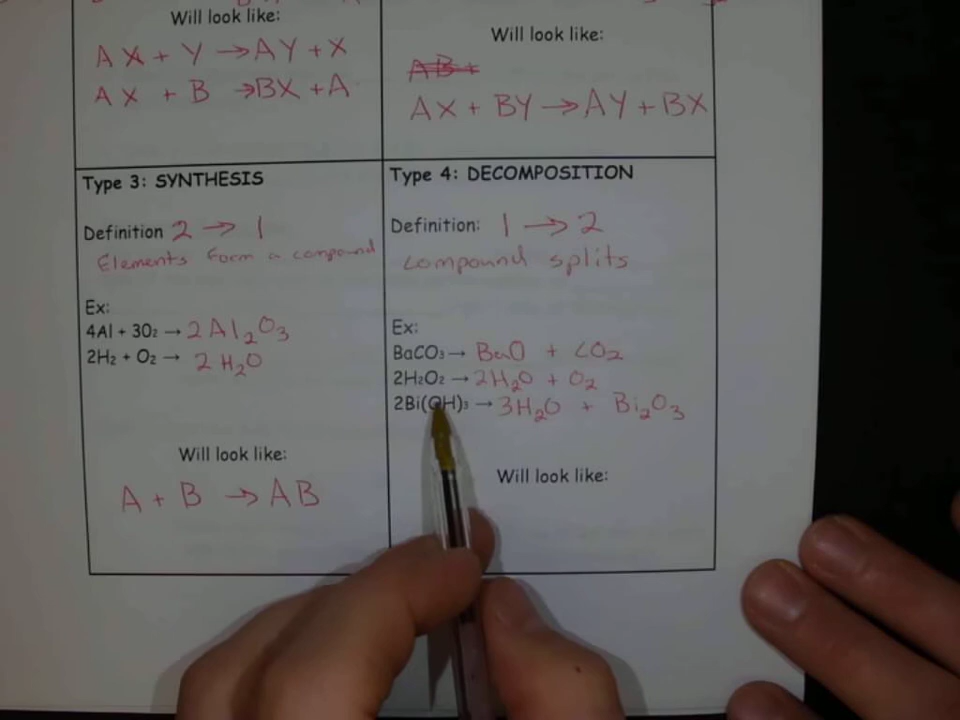 Will look like:
AX + Y → AY + X
AX + B → BX + A
Will look like:
AB +
AX + BY → AY + BX
Type 3: SYNTHESIS
Definition 2 → 1
Elements form a compound
Ex:
4Al + 3O₂ → 2Al₂O₃
2H₂ + O₂ → 2H₂O
Will look like:
A + B → AB
Type 4: DECOMPOSITION
Definition: 1 → 2
compound splits
Ex:
BaCO₃ → BaO + CO₂
2H₂O₂ → 2H₂O + O₂
2Bi(OH)₃ → 3H₂O + Bi₂O₃
Will look like: